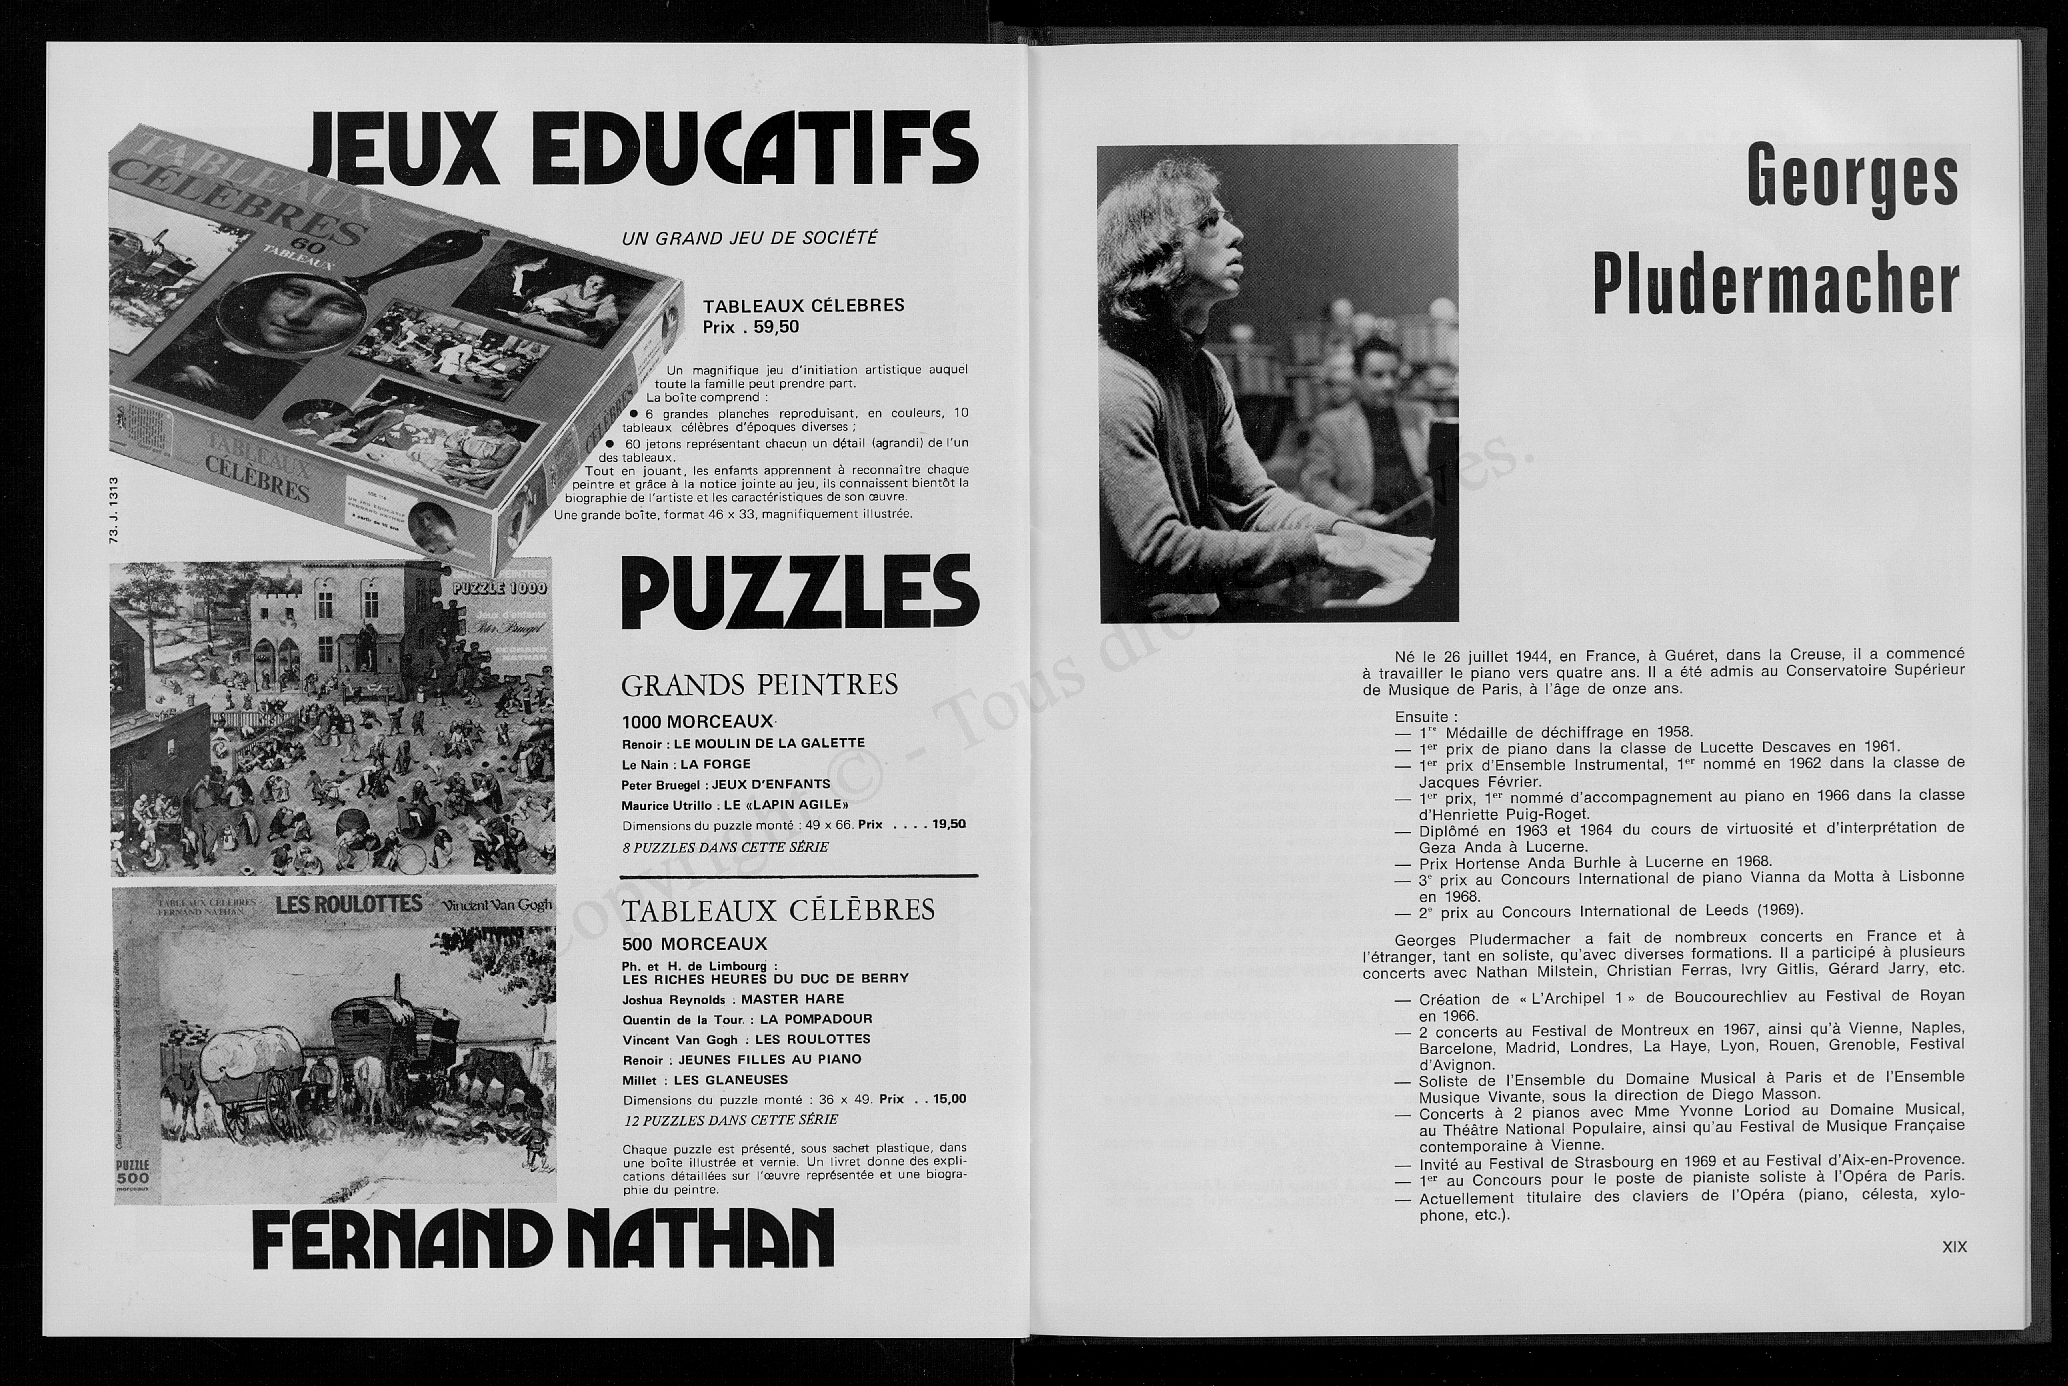 JEUX EDUCATIFS
TABLEAUX
CÉLÈBRES
60
TABLEAUX
TABLEAUX
CÉLÈBRES
CÉLÈBRES
UN GRAND JEU DE SOCIÉTÉ
TABLEAUX CÉLEBRES
Prix . 59,50
Un magnifique jeu d'initiation artistique auquel
toute la famille peut prendre part.
La boîte comprend :
● 6 grandes planches reproduisant, en couleurs, 10
tableaux célèbres d'époques diverses ;
● 60 jetons représentant chacun un détail (agrandi) de l'un
des tableaux.
Tout en jouant, les enfants apprennent à reconnaître chaque
peintre et grâce à la notice jointe au jeu, ils connaissent bientôt la
biographie de l'artiste et les caractéristiques de son œuvre.
Une grande boîte, format 46 x 33, magnifiquement illustrée.
73. J. 1313
PUZZLE 1000
Jeux d'enfants
Peter Bruegel
FERNAND
NATHAN
PUZZLES
GRANDS PEINTRES
1000 MORCEAUX
Renoir : LE MOULIN DE LA GALETTE
Le Nain : LA FORGE
Peter Bruegel : JEUX D'ENFANTS
Maurice Utrillo : LE «LAPIN AGILE»
Dimensions du puzzle monté : 49 x 66. Prix . . . . 19,50
8 PUZZLES DANS CETTE SÉRIE
TABLEAUX CELEBRES
FERNAND NATHAN
LES ROULOTTES
Vincent Van Gogh
PUZZLE
500
morceaux
TABLEAUX CÉLÈBRES
500 MORCEAUX
Ph. et H. de Limbourg :
LES RICHES HEURES DU DUC DE BERRY
Joshua Reynolds : MASTER HARE
Quentin de la Tour. : LA POMPADOUR
Vincent Van Gogh : LES ROULOTTES
Renoir : JEUNES FILLES AU PIANO
Millet : LES GLANEUSES
Dimensions du puzzle monté : 36 x 49. Prix . . 15,00
12 PUZZLES DANS CETTE SÉRIE
Chaque puzzle est présenté, sous sachet plastique, dans
une boîte illustrée et vernie. Un livret donne des expli-
cations détaillées sur l'œuvre représentée et une biogra-
phie du peintre.
FERNAND NATHAN
Georges
Pludermacher
Né le 26 juillet 1944, en France, à Guéret, dans la Creuse, il a commencé
à travailler le piano vers quatre ans. Il a été admis au Conservatoire Supérieur
de Musique de Paris, à l'âge de onze ans.
Ensuite :
— 1re Médaille de déchiffrage en 1958.
— 1er prix de piano dans la classe de Lucette Descaves en 1961.
— 1er prix d'Ensemble Instrumental, 1er nommé en 1962 dans la classe de
Jacques Février.
— 1er prix, 1er nommé d'accompagnement au piano en 1966 dans la classe
d'Henriette Puig-Roget.
— Diplômé en 1963 et 1964 du cours de virtuosité et d'interprétation de
Geza Anda à Lucerne.
— Prix Hortense Anda Burhle à Lucerne en 1968.
— 3e prix au Concours International de piano Vianna da Motta à Lisbonne
en 1968.
— 2e prix au Concours International de Leeds (1969).
Georges Pludermacher a fait de nombreux concerts en France et à
l'étranger, tant en soliste, qu'avec diverses formations. Il a participé à plusieurs
concerts avec Nathan Milstein, Christian Ferras, Ivry Gitlis, Gérard Jarry, etc.
— Création de « L'Archipel 1 » de Boucourechliev au Festival de Royan
en 1966.
— 2 concerts au Festival de Montreux en 1967, ainsi qu'à Vienne, Naples,
Barcelone, Madrid, Londres, La Haye, Lyon, Rouen, Grenoble, Festival
d'Avignon.
— Soliste de l'Ensemble du Domaine Musical à Paris et de l'Ensemble
Musique Vivante, sous la direction de Diego Masson.
— Concerts à 2 pianos avec Mme Yvonne Loriod au Domaine Musical,
au Théâtre National Populaire, ainsi qu'au Festival de Musique Française
contemporaine à Vienne.
— Invité au Festival de Strasbourg en 1969 et au Festival d'Aix-en-Provence.
— 1er au Concours pour le poste de pianiste soliste à l'Opéra de Paris.
— Actuellement titulaire des claviers de l'Opéra (piano, célesta, xylo-
phone, etc.).
XIX
Copyright © - Tous